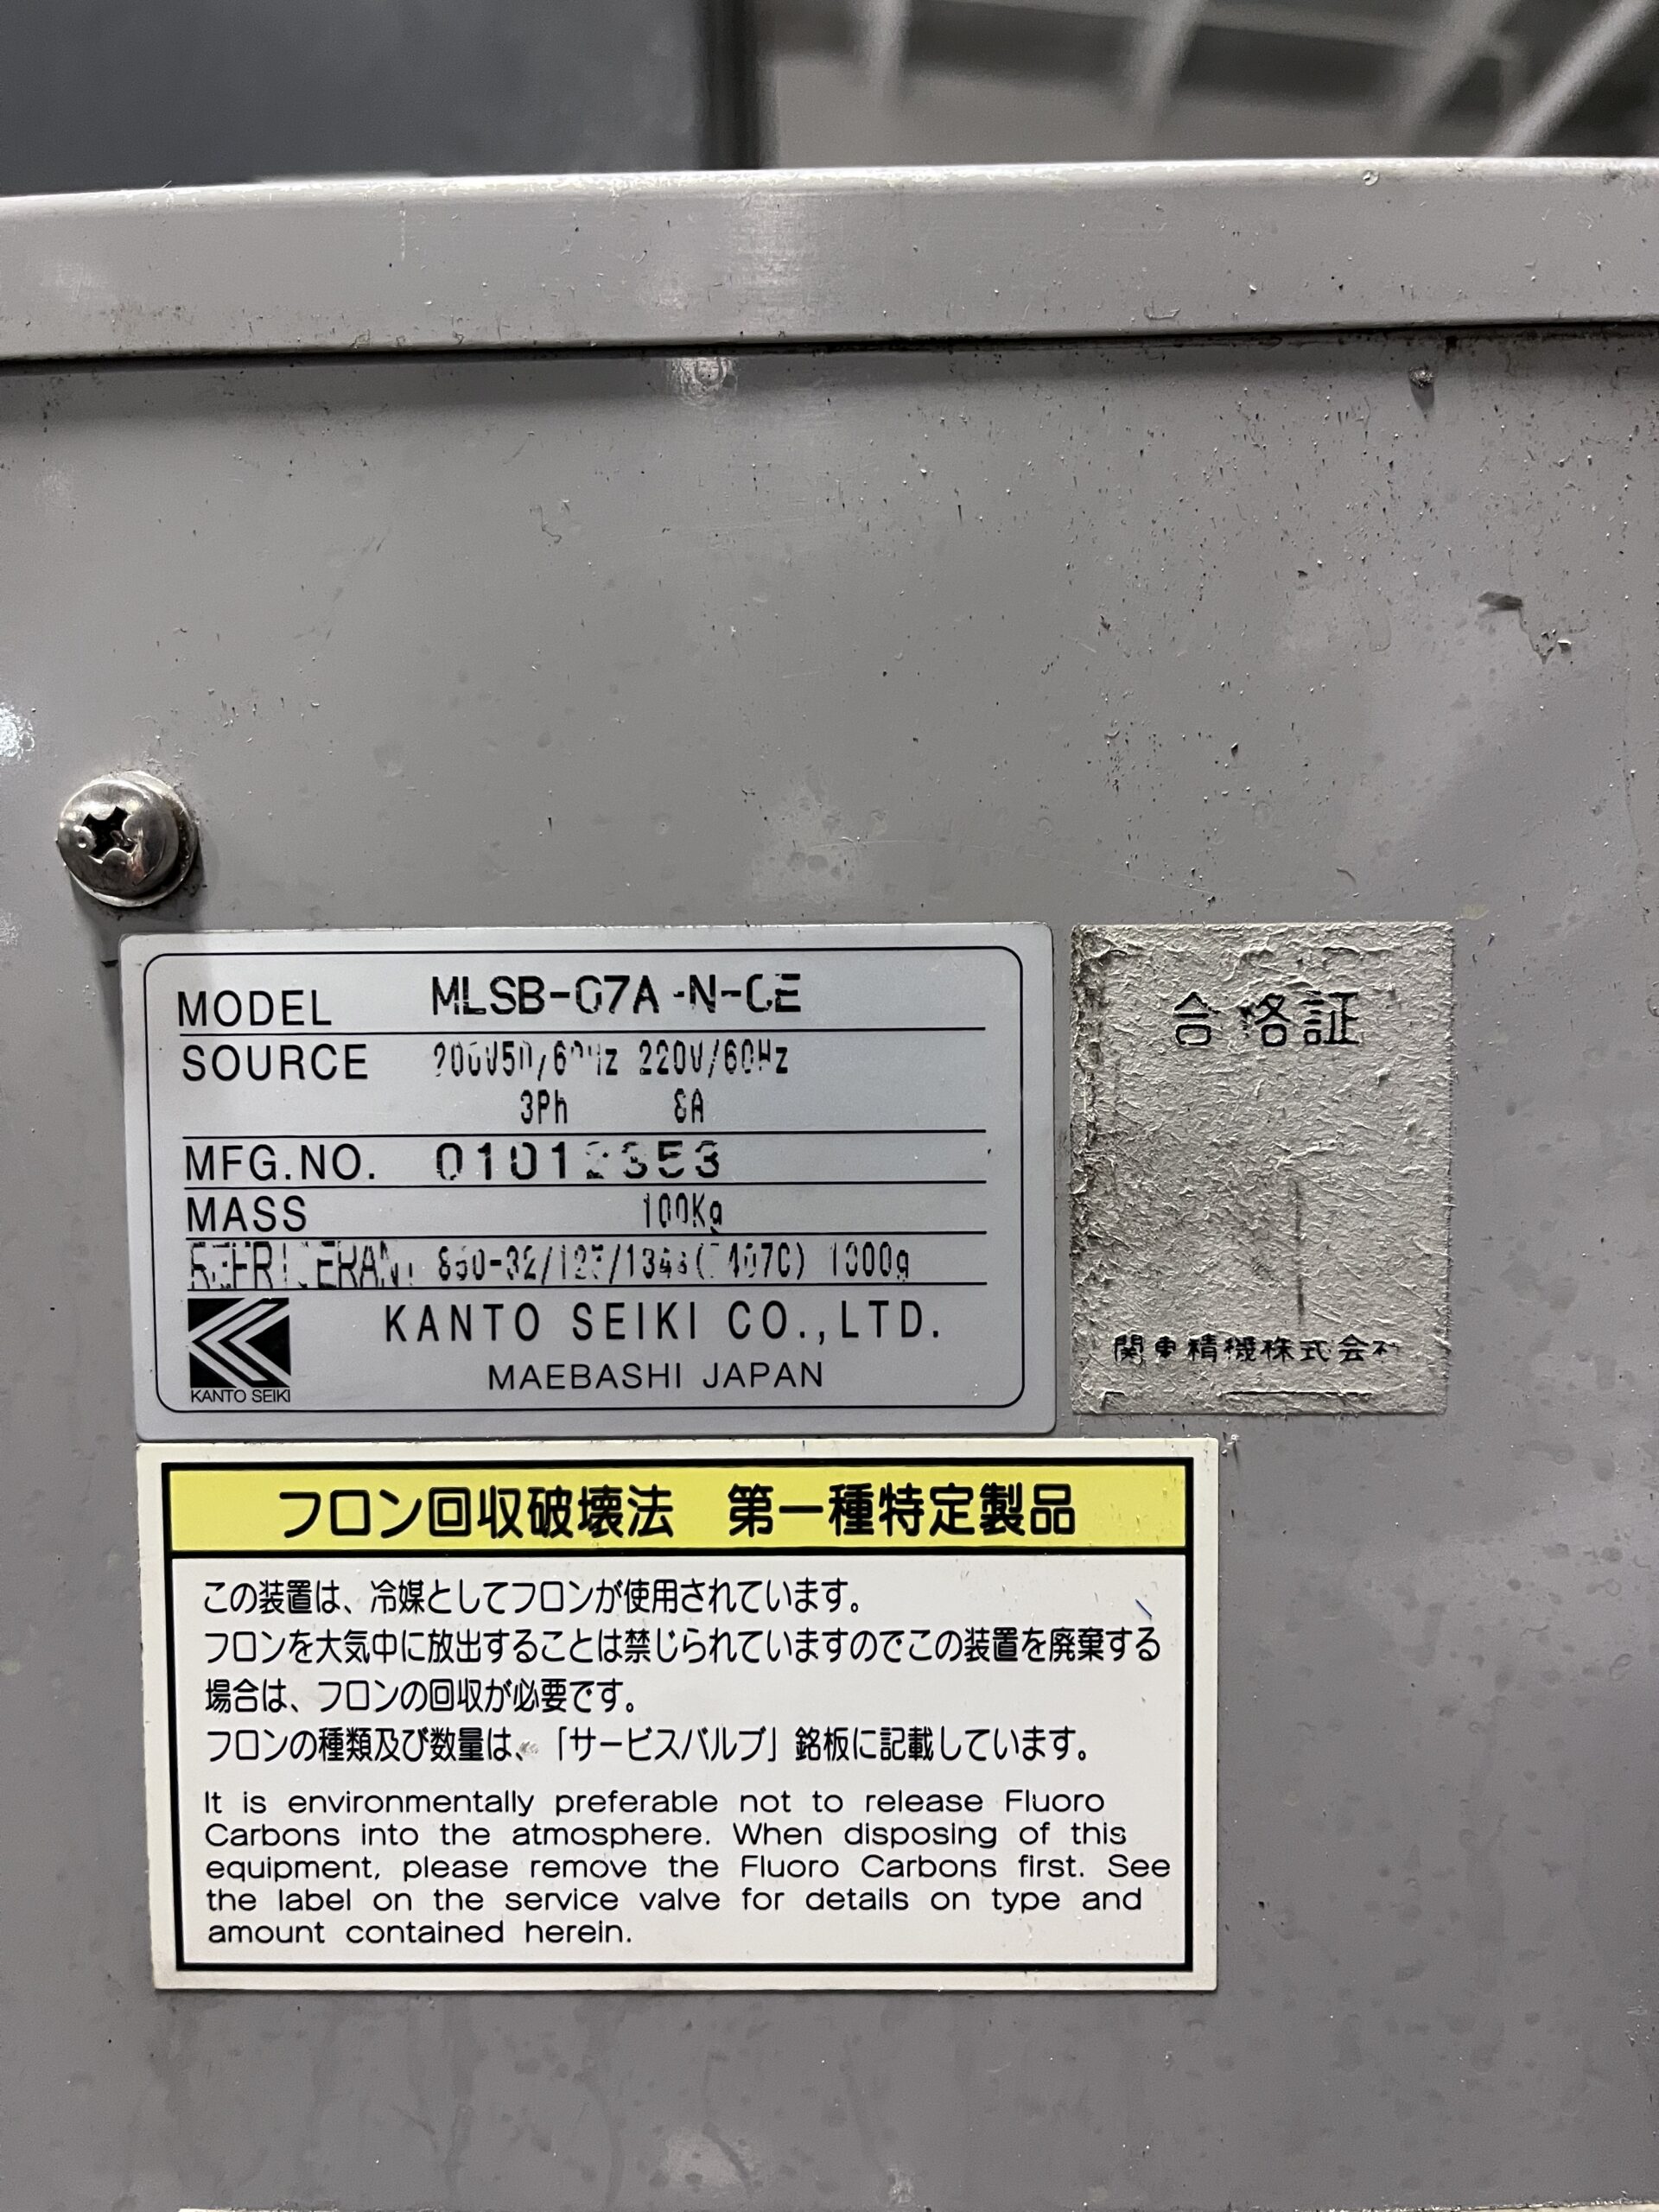 MODEL MLSB-07A-N-CE
SOURCE 200V50/60Hz 220V/60Hz
3Ph 8A
MFG.NO.
MASS 100Kg
REFRIGERANT
KANTO SEIKI CO.,LTD.
MAEBASHI JAPAN
KANTO SEIKI
合格証
関東精機株式会社
フロン回収破壊法 第一種特定製品
この装置は、冷媒としてフロンが使用されています。
フロンを大気中に放出することは禁じられていますのでこの装置を廃棄する
場合は、フロンの回収が必要です。
フロンの種類及び数量は、「サービスバルブ」銘板に記載しています。
It is environmentally preferable not to release Fluoro
Carbons into the atmosphere. When disposing of this
equipment, please remove the Fluoro Carbons first. See
the label on the service valve for details on type and
amount contained herein.